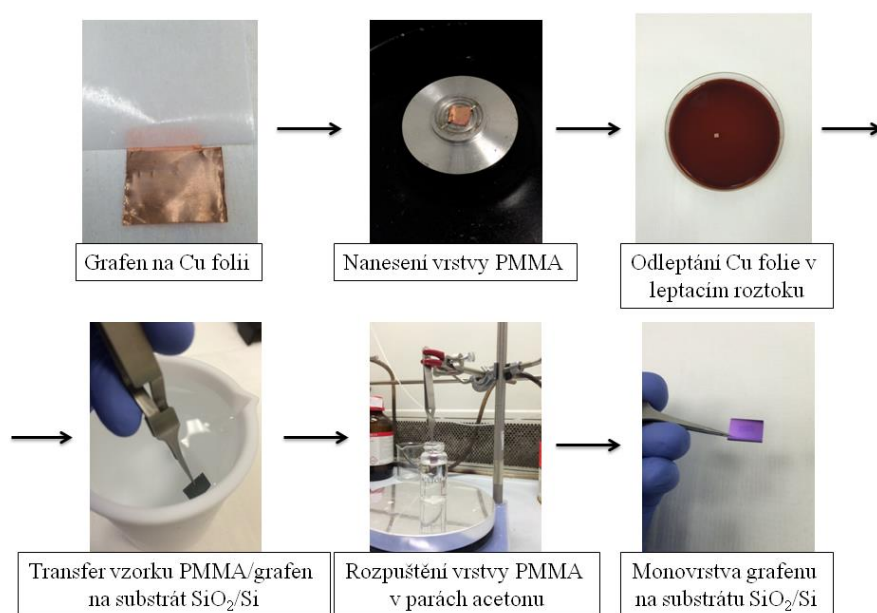 Grafen na Cu folii
Nanesení vrstvy PMMA
Odleptání Cu folie v
leptacím roztoku
Transfer vzorku PMMA/grafen
na substrát SiO₂/Si
Rozpuštění vrstvy PMMA
v parách acetonu
Monovrstva grafenu
na substrátu SiO₂/Si